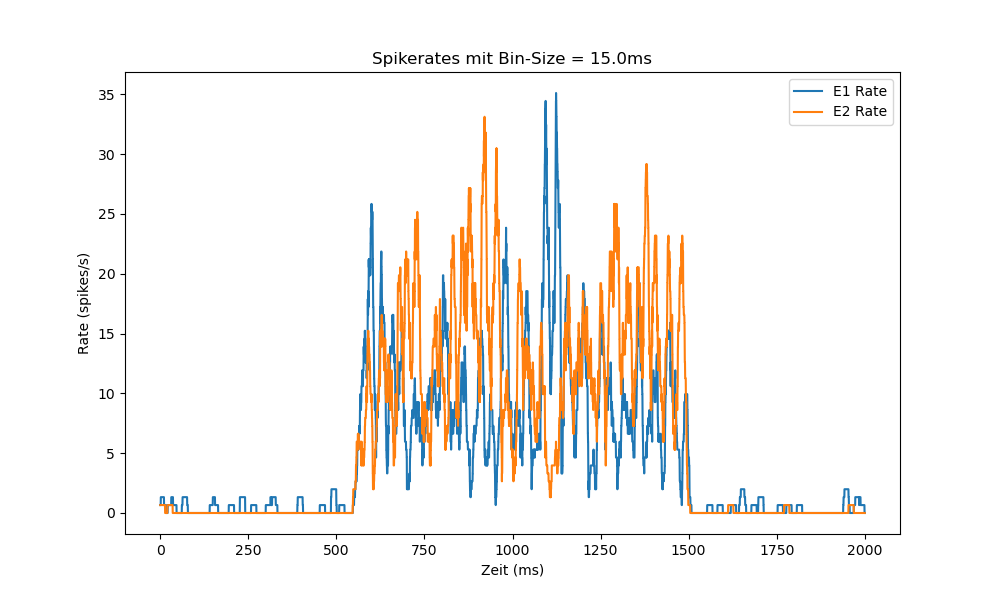 Spikerates mit Bin-Size = 15.0ms
E1 Rate
E2 Rate
Rate (spikes/s)
35
30
25
20
15
10
5
0
0 250 500 750 1000 1250 1500 1750 2000
Zeit (ms)